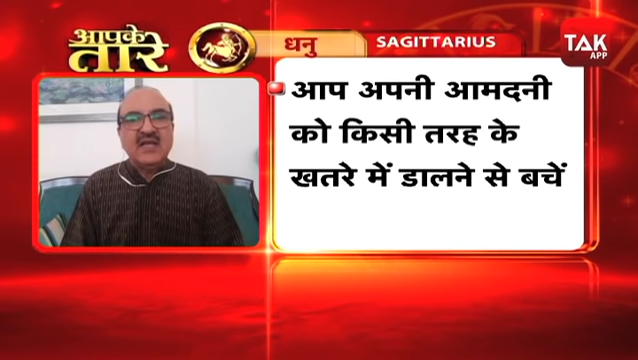 आपके
तारे
धनु
SAGITTARIUS
TAK
APP
आप अपनी आमदनी
को किसी तरह के
खतरे में डालने से बचें